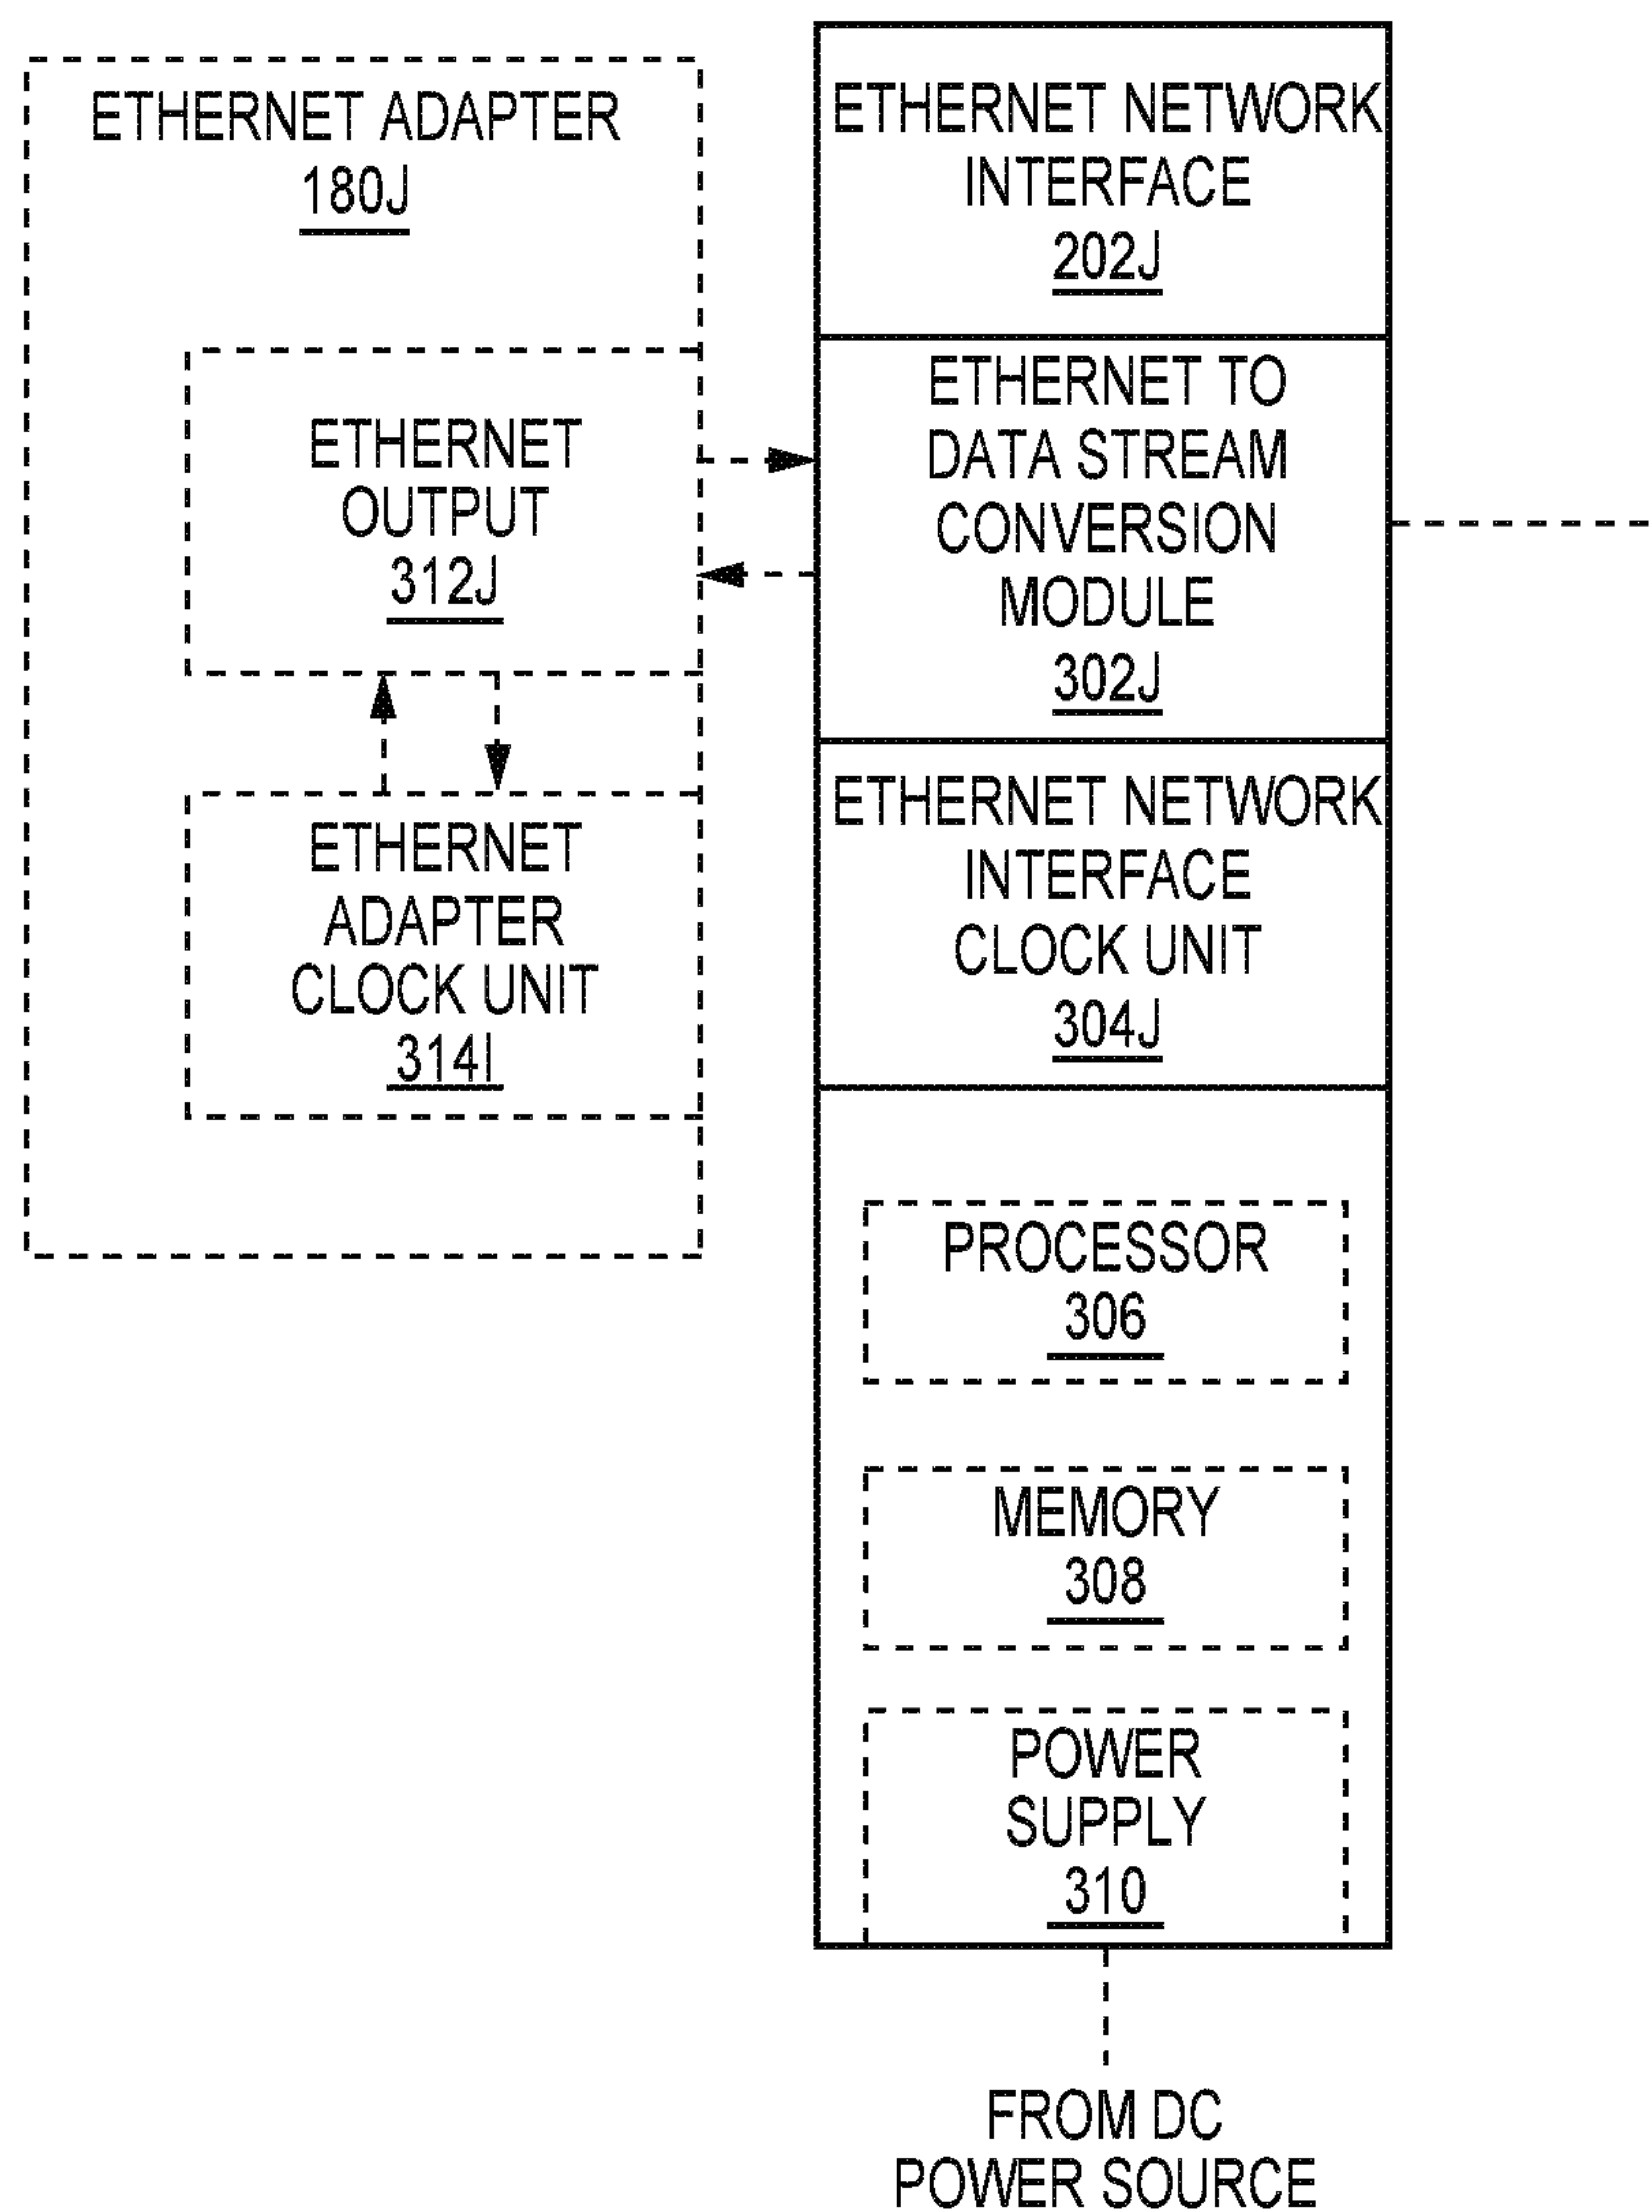 ETHERNET ADAPTER
180J
ETHERNET
OUTPUT
312J
ETHERNET
ADAPTER
CLOCK UNIT
314I
ETHERNET NETWORK
INTERFACE
202J
ETHERNET TO
DATA STREAM
CONVERSION
MODULE
302J
ETHERNET NETWORK
INTERFACE
CLOCK UNIT
304J
PROCESSOR
306
MEMORY
308
POWER
SUPPLY
310
FROM DC
POWER SOURCE